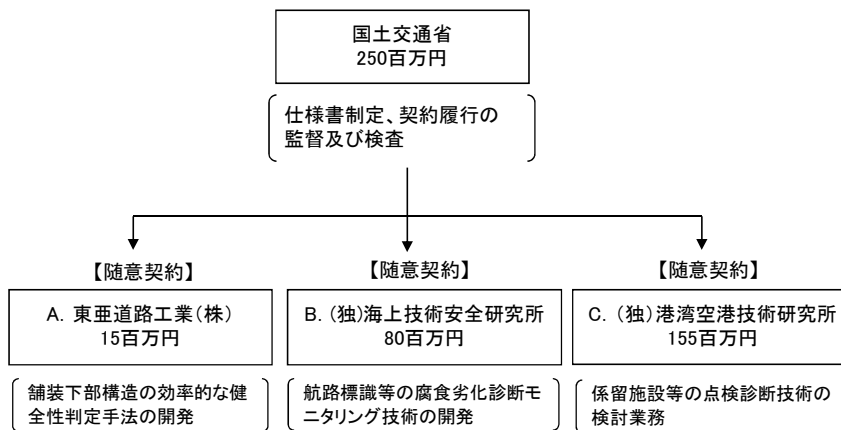 国土交通省
250百万円
仕様書制定、契約履行の
監督及び検査
【随意契約】
【随意契約】
【随意契約】
A. 東亜道路工業(株)
15百万円
B. (独)海上技術安全研究所
80百万円
C. (独)港湾空港技術研究所
155百万円
舗装下部構造の効率的な健
全性判定手法の開発
航路標識等の腐食劣化診断モ
ニタリング技術の開発
係留施設等の点検診断技術の
検討業務